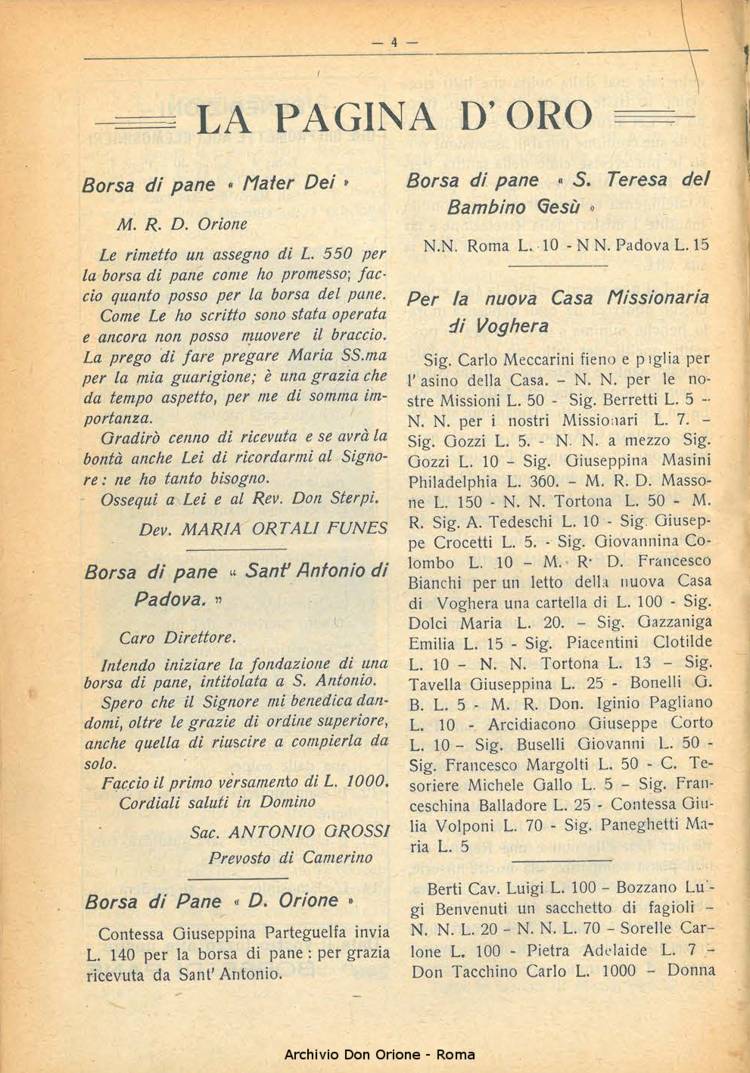 — 4 —
LA PAGINA D'ORO
Borsa di pane « Mater Dei »
M. R. D. Orione
Le rimetto un assegno di L. 550 per
la borsa di pane come ho promesso; fac-
cio quanto posso per la borsa del pane.
Come Le ho scritto sono stata operata
e ancora non posso muovere il braccio.
La prego di fare pregare Maria SS.ma
per la mia guarigione; è una grazia che
da tempo aspetto, per me di somma im-
portanza.
Gradirò cenno di ricevuta e se avrà la
bontà anche Lei di ricordarmi al Signo-
re: ne ho tanto bisogno.
Ossequi a Lei e al Rev. Don Sterpi.
Dev. MARIA ORTALI FUNES
Borsa di pane “ Sant' Antonio di
Padova. ”
Caro Direttore.
Intendo iniziare la fondazione di una
borsa di pane, intitolata a S. Antonio.
Spero che il Signore mi benedica dan-
domi, oltre le grazie di ordine superiore,
anche quella di riuscire a compierla da
solo.
Faccio il primo versamento di L. 1000.
Cordiali saluti in Domino
Sac. ANTONIO GROSSI
Prevosto di Camerino
Borsa di Pane « D. Orione »
Contessa Giuseppina Parteguelfa invia
L. 140 per la borsa di pane: per grazia
ricevuta da Sant' Antonio.
Borsa di pane « S. Teresa del
Bambino Gesù »
N.N. Roma L. 10 - N N. Padova L. 15
Per la nuova Casa Missionaria
di Voghera
Sig. Carlo Meccarini fieno e paglia per
l' asino della Casa. – N. N. per le no-
stre Missioni L. 50 - Sig. Berretti L. 5 -
N. N. per i nostri Missionari L. 7. –
Sig. Gozzi L. 5. - N. N. a mezzo Sig.
Gozzi L. 10 – Sig. Giuseppina Masini
Philadelphia L. 360. – M. R. D. Masso-
ne L. 150 - N. N. Tortona L. 50 - M.
R. Sig. A. Tedeschi L. 10 - Sig. Giusep-
pe Crocetti L. 5. - Sig. Giovannina Co-
lombo L. 10 – M. R. D. Francesco
Bianchi per un letto della nuova Casa
di Voghera una cartella di L. 100 - Sig.
Dolci Maria L. 20. – Sig. Gazzaniga
Emilia L. 15 - Sig. Piacentini Clotilde
L. 10 – N. N. Tortona L. 13 – Sig.
Tavella Giuseppina L. 25 - Bonelli G.
B. L. 5 - M. R. Don. Iginio Pagliano
L. 10 - Arcidiacono Giuseppe Corto
L. 10 – Sig. Buselli Giovanni L. 50 -
Sig. Francesco Margolti L. 50 - C. Te-
soriere Michele Gallo L. 5 – Sig. Fran-
ceschina Balladore L. 25 - Contessa Giu-
lia Volponi L. 70 - Sig. Paneghetti Ma-
ria L. 5
Berti Cav. Luigi L. 100 – Bozzano Lui-
gi Benvenuti un sacchetto di fagioli –
N. N. L. 20 – N. N. L. 70 – Sorelle Car-
lone L. 100 - Pietra Adelaide L. 7 –
Don Tacchino Carlo L. 1000 – Donna
Archivio Don Orione - Roma